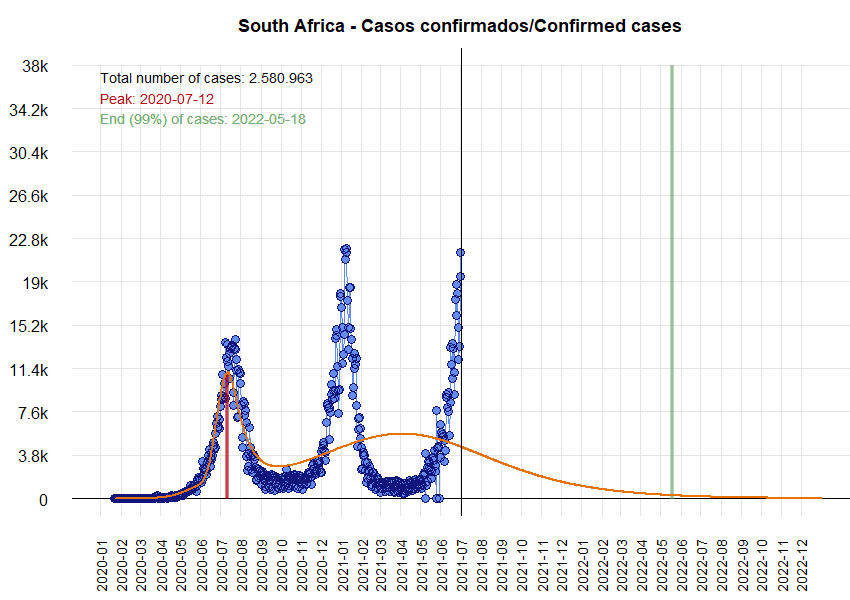 South Africa - Casos confirmados/Confirmed cases
38k
Total number of cases: 2.580.963
Peak: 2020-07-12
34.2k
End (99%) of cases: 2022-05-18
30.4k
26.6k
22.8k
19k
15.2k
11.4k
7.6k
3.8k
0
2020-01
2020-02
2020-03
2020-04
2020-05
2020-06
2020-07
2020-08
2020-09
2020-10
2020-11
2020-12
2021-01
2021-02
2021-03
2021-04
2021-05
2021-06
2021-07
2021-08
2021-09
2021-10
2021-11
2021-12
2022-01
2022-02
2022-03
2022-04
2022-05
2022-06
2022-07
2022-08
2022-09
2022-10
2022-11
2022-12